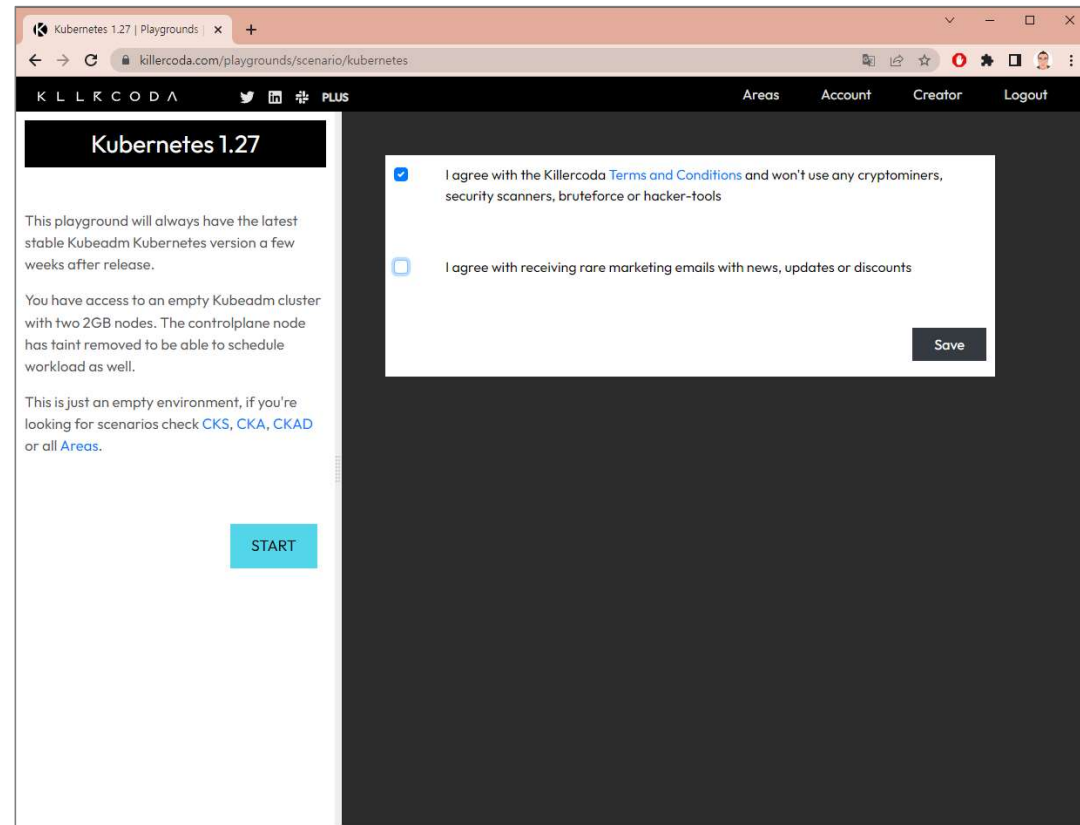 Kubernetes 1.27 | Playgrounds |
killercoda.com/playgrounds/scenario/kubernetes
KLLRCODA PLUS Areas Account Creator Logout
Kubernetes 1.27
This playground will always have the latest
stable Kubeadm Kubernetes version a few
weeks after release.
You have access to an empty Kubeadm cluster
with two 2GB nodes. The controlplane node
has taint removed to be able to schedule
workload as well.
This is just an empty environment, if you're
looking for scenarios check CKS, CKA, CKAD
or all Areas.
START
I agree with the Killercoda Terms and Conditions and won't use any cryptominers,
security scanners, bruteforce or hacker-tools
I agree with receiving rare marketing emails with news, updates or discounts
Save